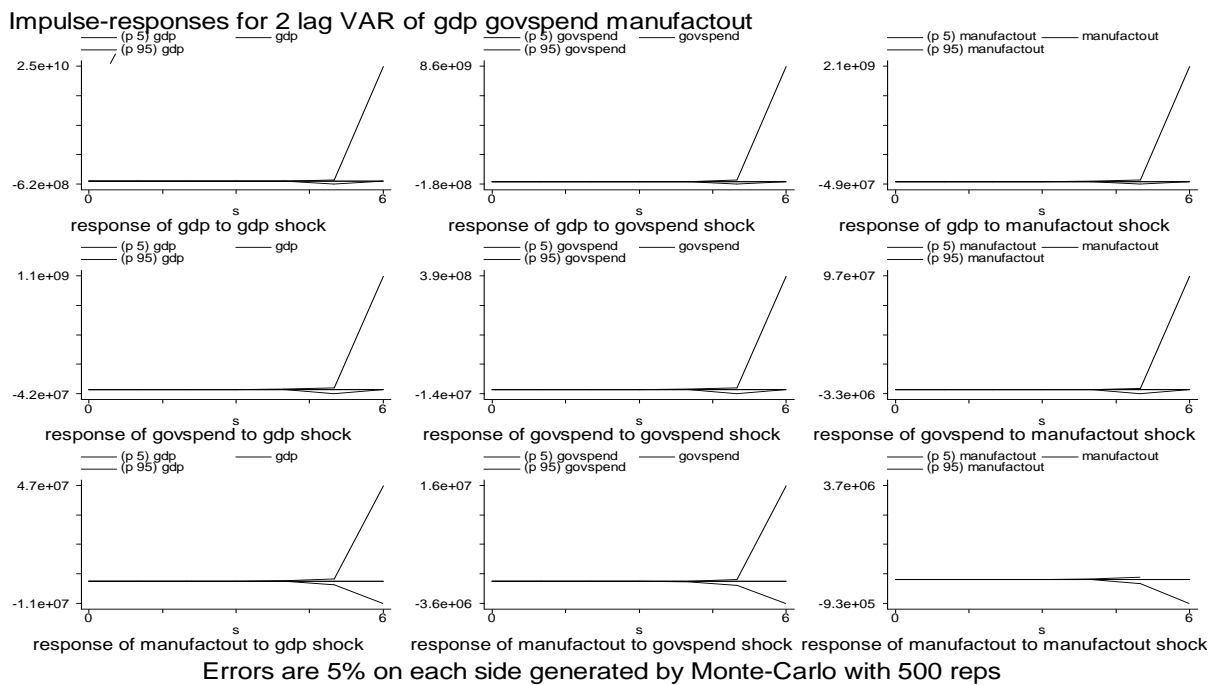 Impulse-responses for 2 lag VAR of gdp govspend manufactout
(p 5) gdp gdp
(p 95) gdp
2.5e+10
-6.2e+08
0 6
s
response of gdp to gdp shock
(p 5) govspend govspend
(p 95) govspend
8.6e+09
-1.8e+08
0 6
s
response of gdp to govspend shock
(p 5) manufactout manufactout
(p 95) manufactout
2.1e+09
-4.9e+07
0 6
s
response of gdp to manufactout shock
(p 5) gdp gdp
(p 95) gdp
1.1e+09
-4.2e+07
0 6
s
response of govspend to gdp shock
(p 5) govspend govspend
(p 95) govspend
3.9e+08
-1.4e+07
0 6
s
response of govspend to govspend shock
(p 5) manufactout manufactout
(p 95) manufactout
9.7e+07
-3.3e+06
0 6
s
response of govspend to manufactout shock
(p 5) gdp gdp
(p 95) gdp
4.7e+07
-1.1e+07
0 6
s
response of manufactout to gdp shock
(p 5) govspend govspend
(p 95) govspend
1.6e+07
-3.6e+06
0 6
s
response of manufactout to govspend shock
(p 5) manufactout manufactout
(p 95) manufactout
3.7e+06
-9.3e+05
0 6
s
response of manufactout to manufactout shock
Errors are 5% on each side generated by Monte-Carlo with 500 reps